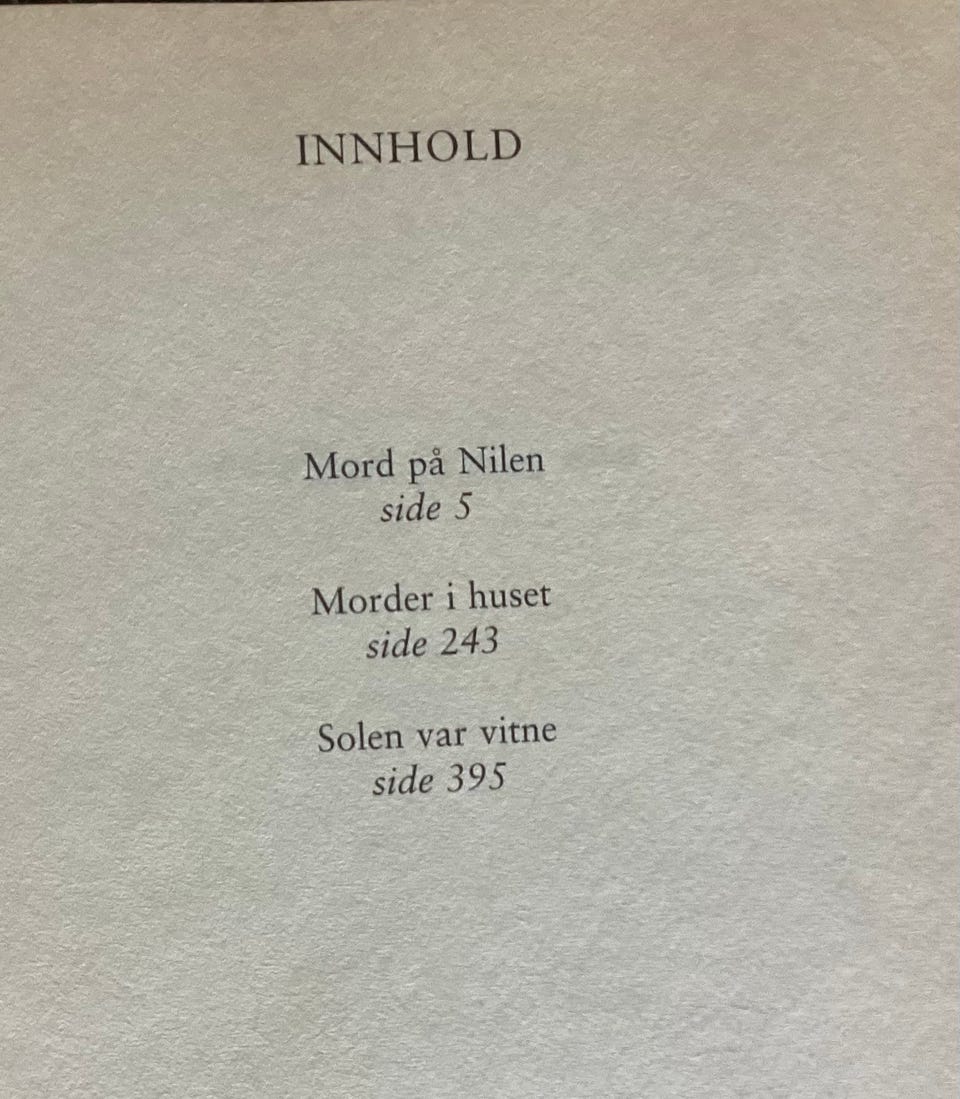 INNHOLD
Mord på Nilen
side 5
Morder i huset
side 243
Solen var vitne
side 395